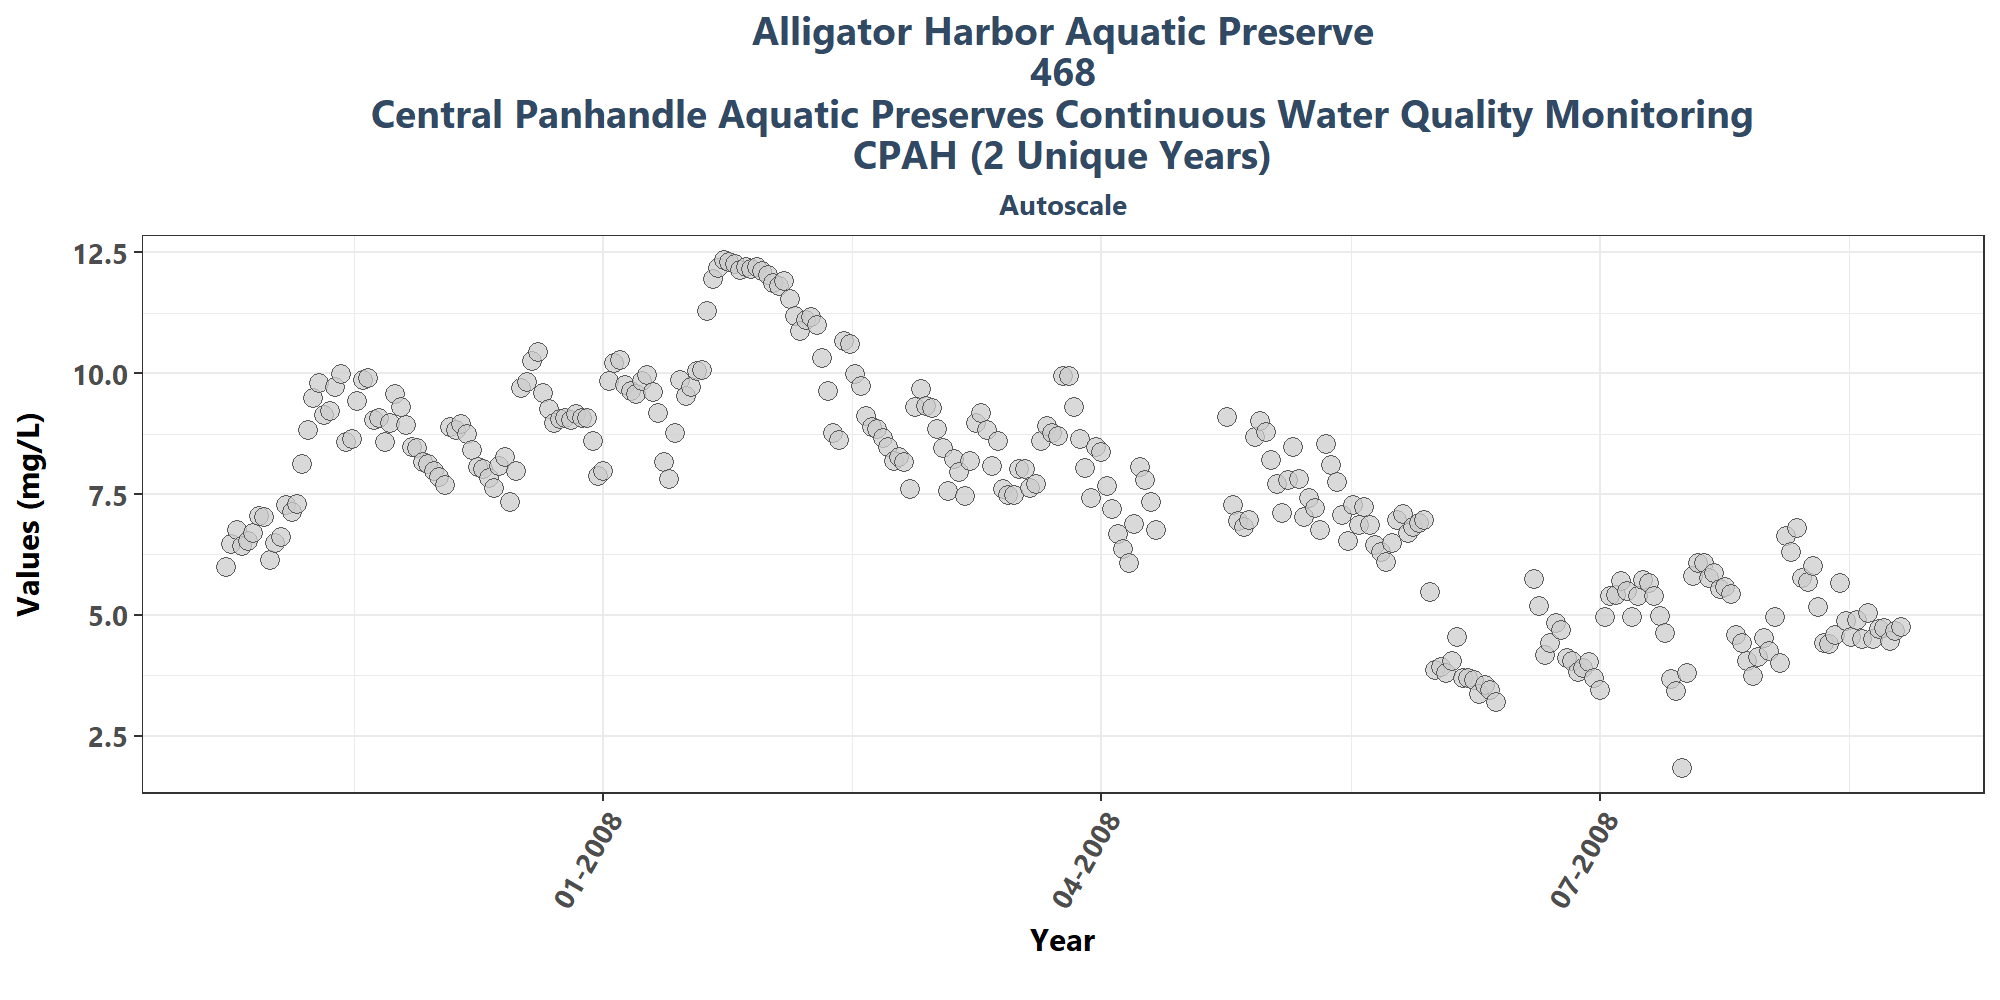 Alligator Harbor Aquatic Preserve
468
Central Panhandle Aquatic Preserves Continuous Water Quality Monitoring
CPAH (2 Unique Years)
Autoscale
Values (mg/L)
12.5
10.0
7.5
5.0
2.5
01-2008
04-2008
07-2008
Year